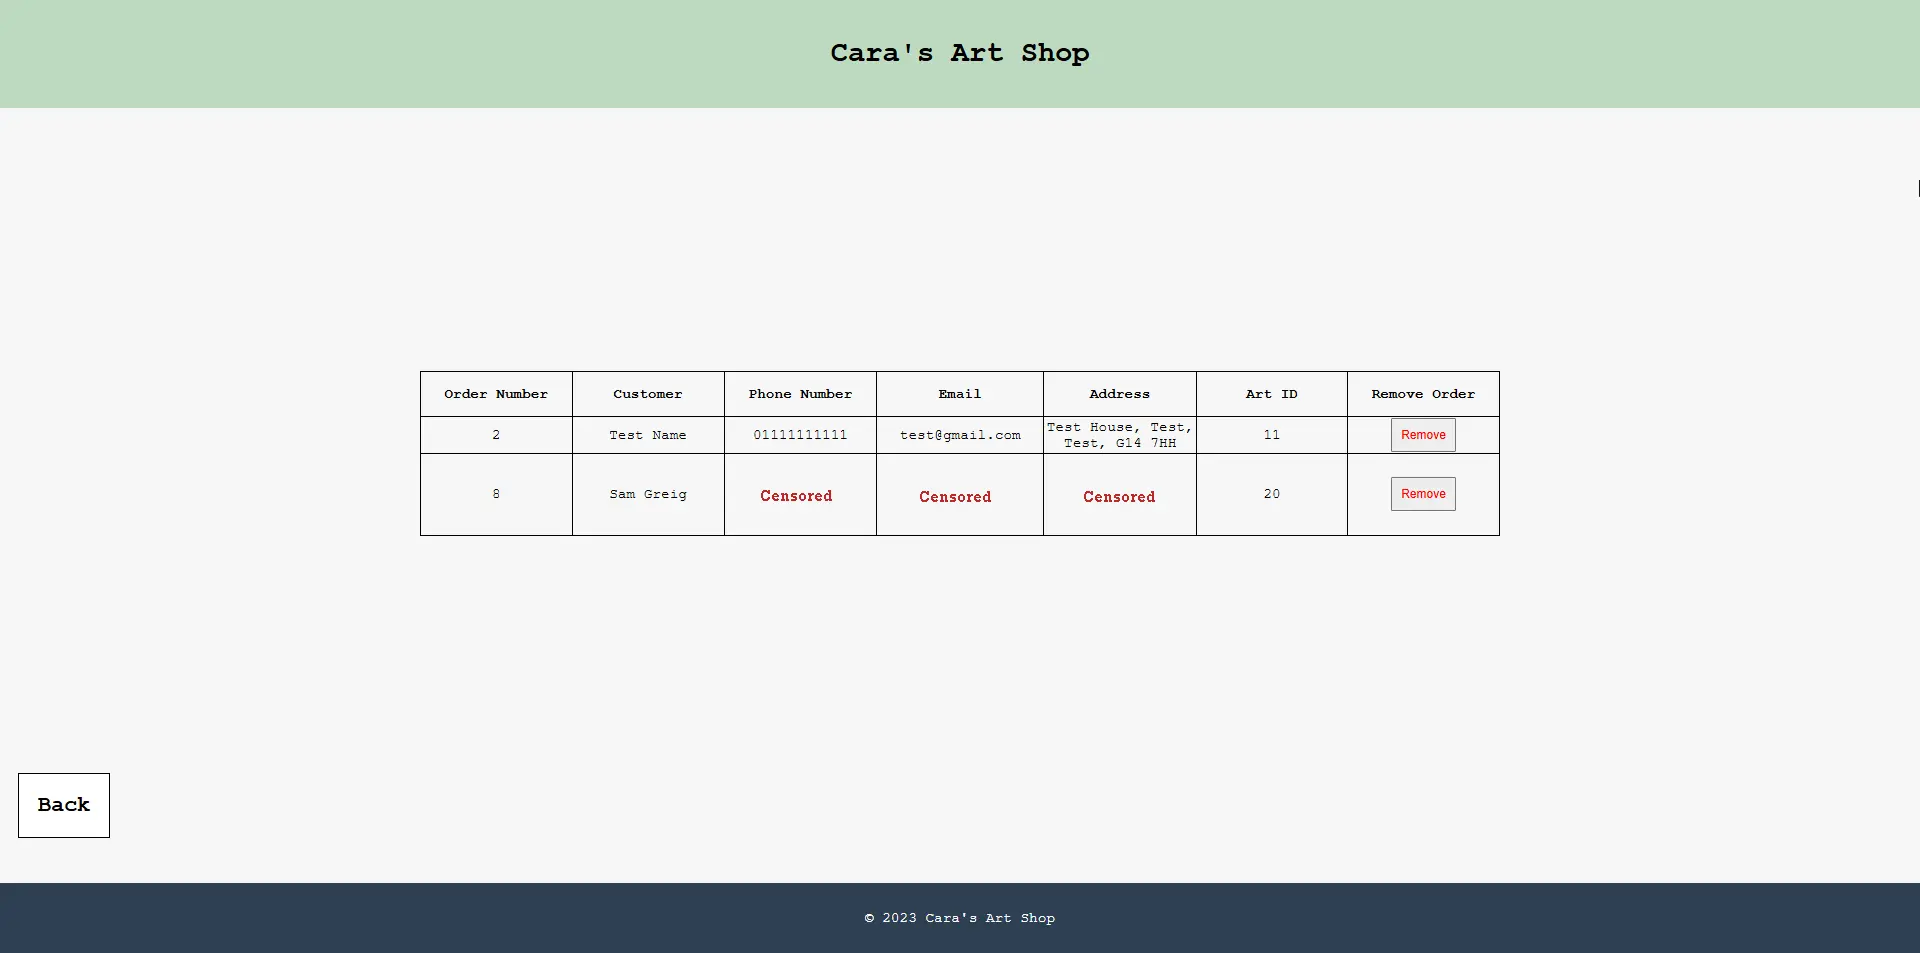 Cara's Art Shop
Order Number Customer Phone Number Email Address Art ID Remove Order
2 Test Name 01111111111 test@gmail.com Test House, Test, Test, G14 7HH 11 Remove
8 Sam Greig Censored Censored Censored 20 Remove
Back
© 2023 Cara's Art Shop